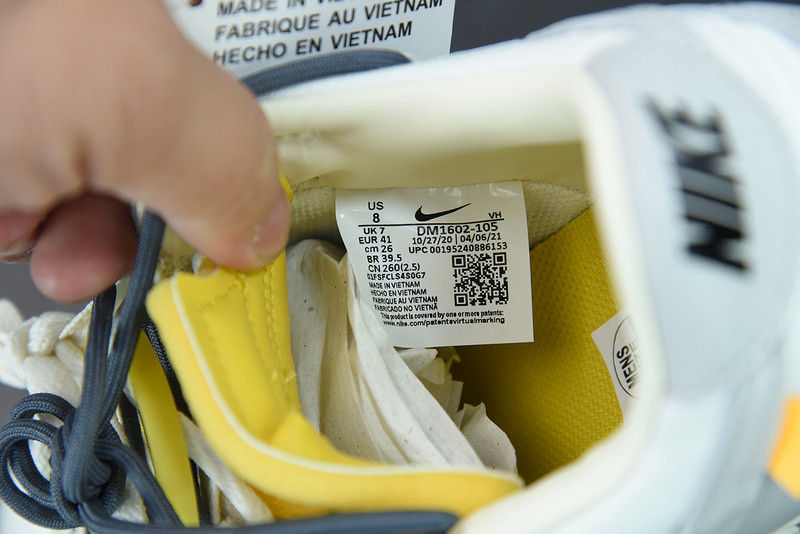 MADE IN VIETNAM
FABRIQUE AU VIETNAM
HECHO EN VIETNAM
US
8
VH
UK 7
DM1602-105
EUR 41
10/27/20 | 04/06/21
cm 26
UPC 00195240886153
BR 39.5
CN 260(2.5)
01FSFCLS4S0G7
MADE IN VIETNAM
HECHO EN VIETNAM
FABRIQUE AU VIETNAM
FABRICADO NO VIETNÃ
This product is covered by one or more patents:
www.nike.com/patentsvirtualmarking
NIKE
MENS